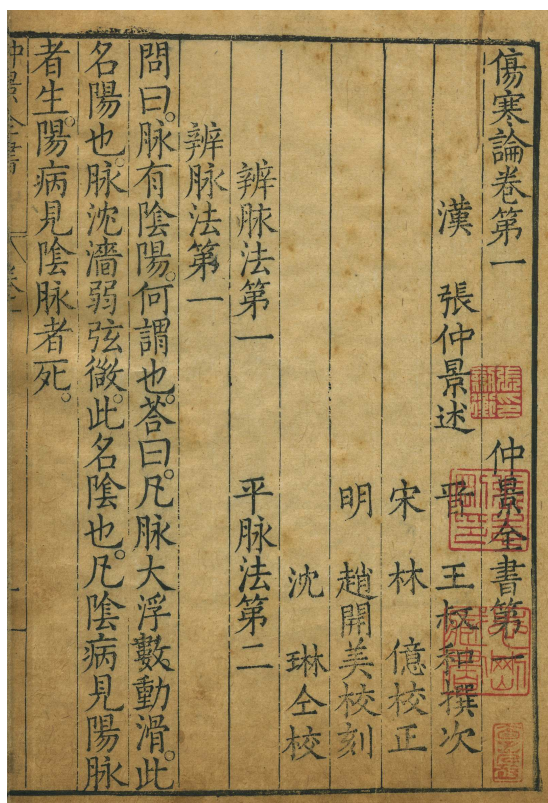 傷寒論卷第一　仲景全書第一
漢　張仲景述　晉　王叔和撰次
宋　林　億校正
明　趙開美校刻
沈　琳仝校
辨脉法第一　平脉法第二
辨脉法第一
問曰。脉有陰陽。何謂也。荅曰。凡脉大浮數動滑。此
名陽也。脉沈濇弱弦微。此名陰也。凡陰病見陽脉
者生。陽病見陰脉者死。
仲景全書